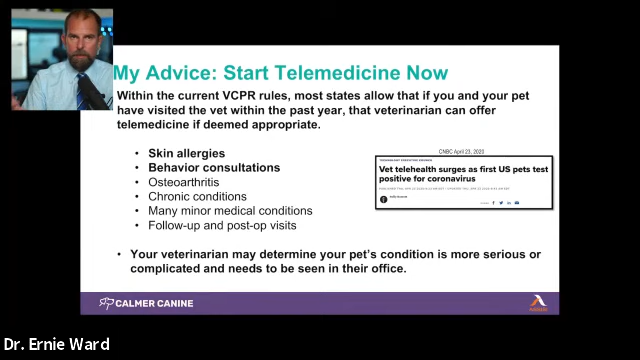 My Advice: Start Telemedicine Now
Within the current VCPR rules, most states allow that if you and your pet
have visited the vet within the past year, that veterinarian can offer
telemedicine if deemed appropriate.
• Skin allergies
• Behavior consultations
• Osteoarthritis
• Chronic conditions
• Many minor medical conditions
• Follow-up and post-op visits
CNBC April 23, 2020
Vet telehealth surges as first US pets test
positive for coronavirus
• Your veterinarian may determine your pet's condition is more serious or
complicated and needs to be seen in their office.
CALMER CANINE
Dr. Ernie Ward